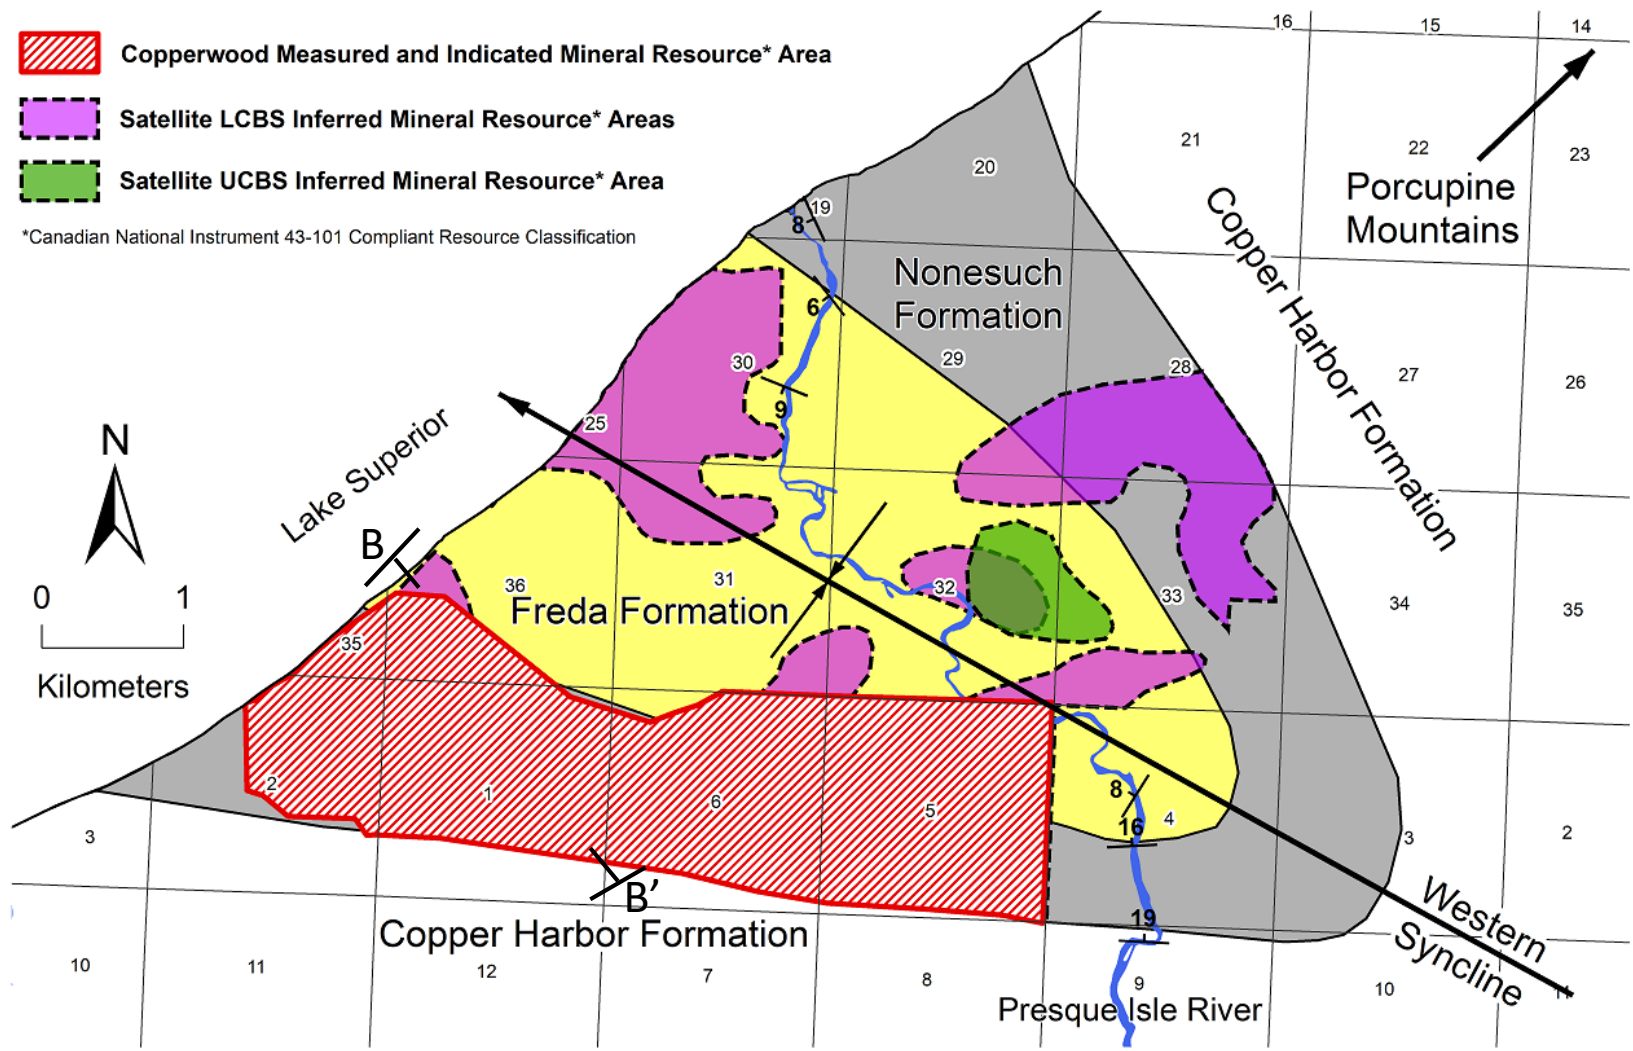 Copperwood Measured and Indicated Mineral Resource* Area
Satellite LCBS Inferred Mineral Resource* Areas
Satellite UCBS Inferred Mineral Resource* Area
*Canadian National Instrument 43-101 Compliant Resource Classification
16
15
14
20
21
22
23
Porcupine
Mountains
19
8
Nonesuch
Formation
Copper Harbor Formation
6
30
29
28
27
26
9
25
N
Lake Superior
B
0
1
Kilometers
36
31
32
33
34
35
Freda Formation
35
2
1
6
5
8
4
16
3
3
2
B’
19
Copper Harbor Formation
Western
Syncline
10
11
12
7
8
9
10
11
Presque Isle River